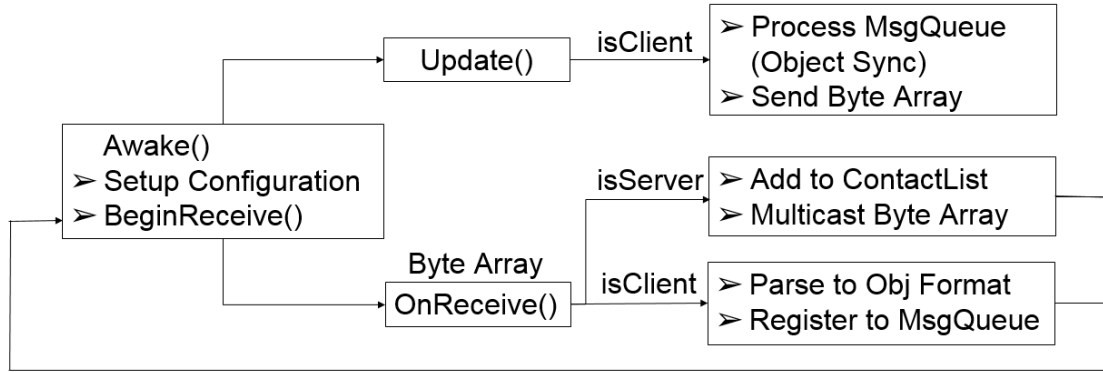 Update()
isClient
➢ Process MsgQueue
(Object Sync)
➢ Send Byte Array
Awake()
➢ Setup Configuration
➢ BeginReceive()
isServer
➢ Add to ContactList
➢ Multicast Byte Array
Byte Array
OnReceive()
isClient
➢ Parse to Obj Format
➢ Register to MsgQueue